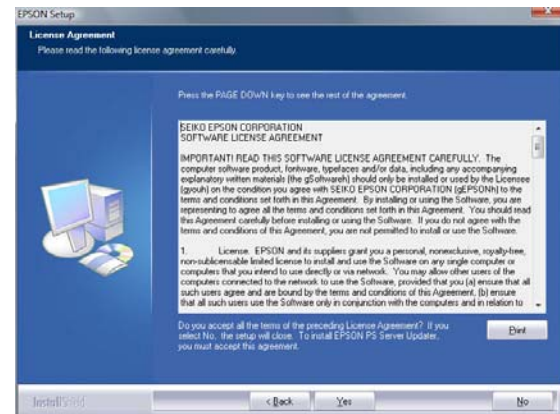 EPSON Setup
License Agreement
Please read the following license agreement carefully.
Press the PAGE DOWN key to see the rest of the agreement.
SEIKO EPSON CORPORATION
SOFTWARE LICENSE AGREEMENT
IMPORTANT! READ THIS SOFTWARE LICENSE AGREEMENT CAREFULLY. The
computer software product, fontware, typefaces and/or data, including any accompanying
explanatory written materials (the gSoftwareh) should only be installed or used by the Licensee
(gyouh) on the condition you agree with SEIKO EPSON CORPORATION (gEPSONh) to the
terms and conditions set forth in this Agreement. By installing or using the Software, you are
representing to agree all the terms and conditions set forth in this Agreement. You should read
this Agreement carefully before installing or using the Software. If you do not agree with the
terms and conditions of this Agreement, you are not permitted to install or use the Software.
1. License. EPSON and its suppliers grant you a personal, nonexclusive, royalty-free,
non-sublicensable limited license to install and use the Software on any single computer or
computers that you intend to use directly or via network. You may allow other users of the
computers connected to the network to use the Software, provided that you (a) ensure that all
such users agree and are bound by the terms and conditions of this Agreement, (b) ensure
that all such users use the Software only in conjunction with the computers and in relation to
Do you accept all the terms of the preceding License Agreement? If you
select No, the setup will close. To install EPSON PS Server Updater,
you must accept this agreement.
Print
InstallShield
< Back
Yes
No